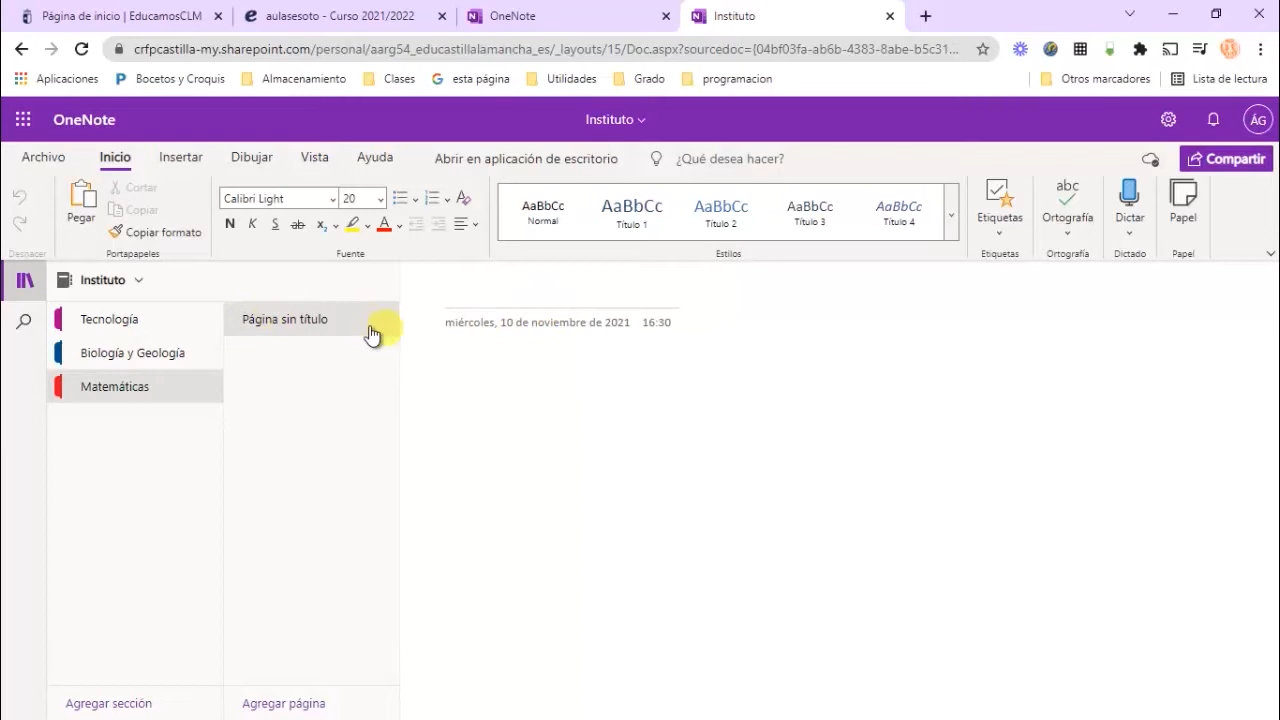 Página de inicio | EducamosCLM
aulasesoto - Curso 2021/2022
OneNote
Instituto
crfpcastilla-my.sharepoint.com/personal/aarg54_educastillalamancha_es/_layouts/15/Doc.aspx?sourcedoc={04bf03fa-ab6b-4383-8abe-b5c31...
Aplicaciones
Bocetos y Croquis
Almacenamiento
Clases
esta página
Utilidades
Grado
programacion
Otros marcadores
Lista de lectura
OneNote
Instituto
ÁG
Archivo
Inicio
Insertar
Dibujar
Vista
Ayuda
Abrir en aplicación de escritorio
¿Qué desea hacer?
Compartir
Pegar
Cortar
Copiar
Copiar formato
Calibri Light
20
N K S ab x₂ A
AaBbCc
Normal
AaBbCc
Título 1
AaBbCc
Título 2
AaBbCc
Título 3
AaBbCc
Título 4
Etiquetas
abc
Ortografía
Dictar
Papel
Deshacer
Portapapeles
Fuente
Estilos
Etiquetas
Ortografía
Dictado
Papel
Instituto
Tecnología
Biología y Geología
Matemáticas
Página sin título
miércoles, 10 de noviembre de 2021 16:30
Agregar sección
Agregar página